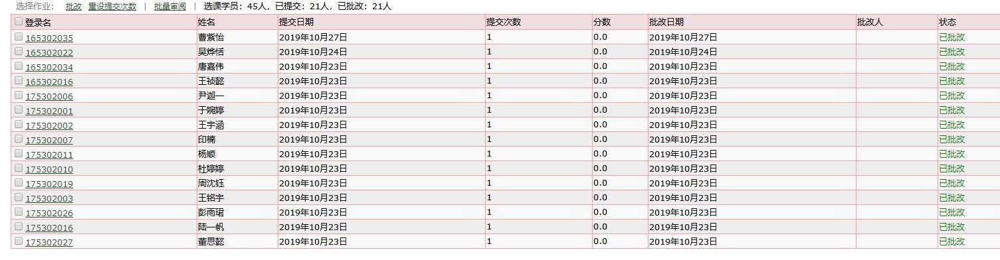 选择作业： 批改 重设提交次数 | 批量审阅 | 选课学员：45人，已提交：21人，已批改：21人
登录名 姓名 提交日期 提交次数 分数 批改日期 批改人 状态
165302035 曹紫怡 2019年10月27日 1 0.0 2019年10月27日 已批改
165302022 吴烨恬 2019年10月24日 1 0.0 2019年10月24日 已批改
165302034 唐嘉伟 2019年10月23日 1 0.0 2019年10月23日 已批改
165302016 王祯懿 2019年10月23日 1 0.0 2019年10月23日 已批改
175302006 尹迦一 2019年10月23日 1 0.0 2019年10月23日 已批改
175302001 于婉婷 2019年10月23日 1 0.0 2019年10月23日 已批改
175302002 王宇涵 2019年10月23日 1 0.0 2019年10月23日 已批改
175302007 印楠 2019年10月23日 1 0.0 2019年10月23日 已批改
175302011 杨顺 2019年10月23日 1 0.0 2019年10月23日 已批改
175302010 杜婷婷 2019年10月23日 1 0.0 2019年10月23日 已批改
175302019 周沈钰 2019年10月23日 1 0.0 2019年10月23日 已批改
175302003 王铭宇 2019年10月23日 1 0.0 2019年10月23日 已批改
175302026 彭雨珺 2019年10月23日 1 0.0 2019年10月23日 已批改
175302016 陆一帆 2019年10月23日 1 0.0 2019年10月23日 已批改
175302027 董思懿 2019年10月23日 1 0.0 2019年10月23日 已批改